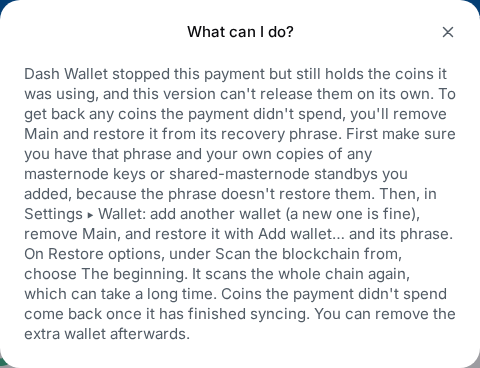 What can I do?
Dash Wallet stopped this payment but still holds the coins it
was using, and this version can't release them on its own. To
get back any coins the payment didn't spend, you'll remove
Main and restore it from its recovery phrase. First make sure
you have that phrase and your own copies of any
masternode keys or shared-masternode standbys you
added, because the phrase doesn't restore them. Then, in
Settings ▸ Wallet: add another wallet (a new one is fine),
remove Main, and restore it with Add wallet... and its phrase.
On Restore options, under Scan the blockchain from,
choose The beginning. It scans the whole chain again,
which can take a long time. Coins the payment didn't spend
come back once it has finished syncing. You can remove the
extra wallet afterwards.